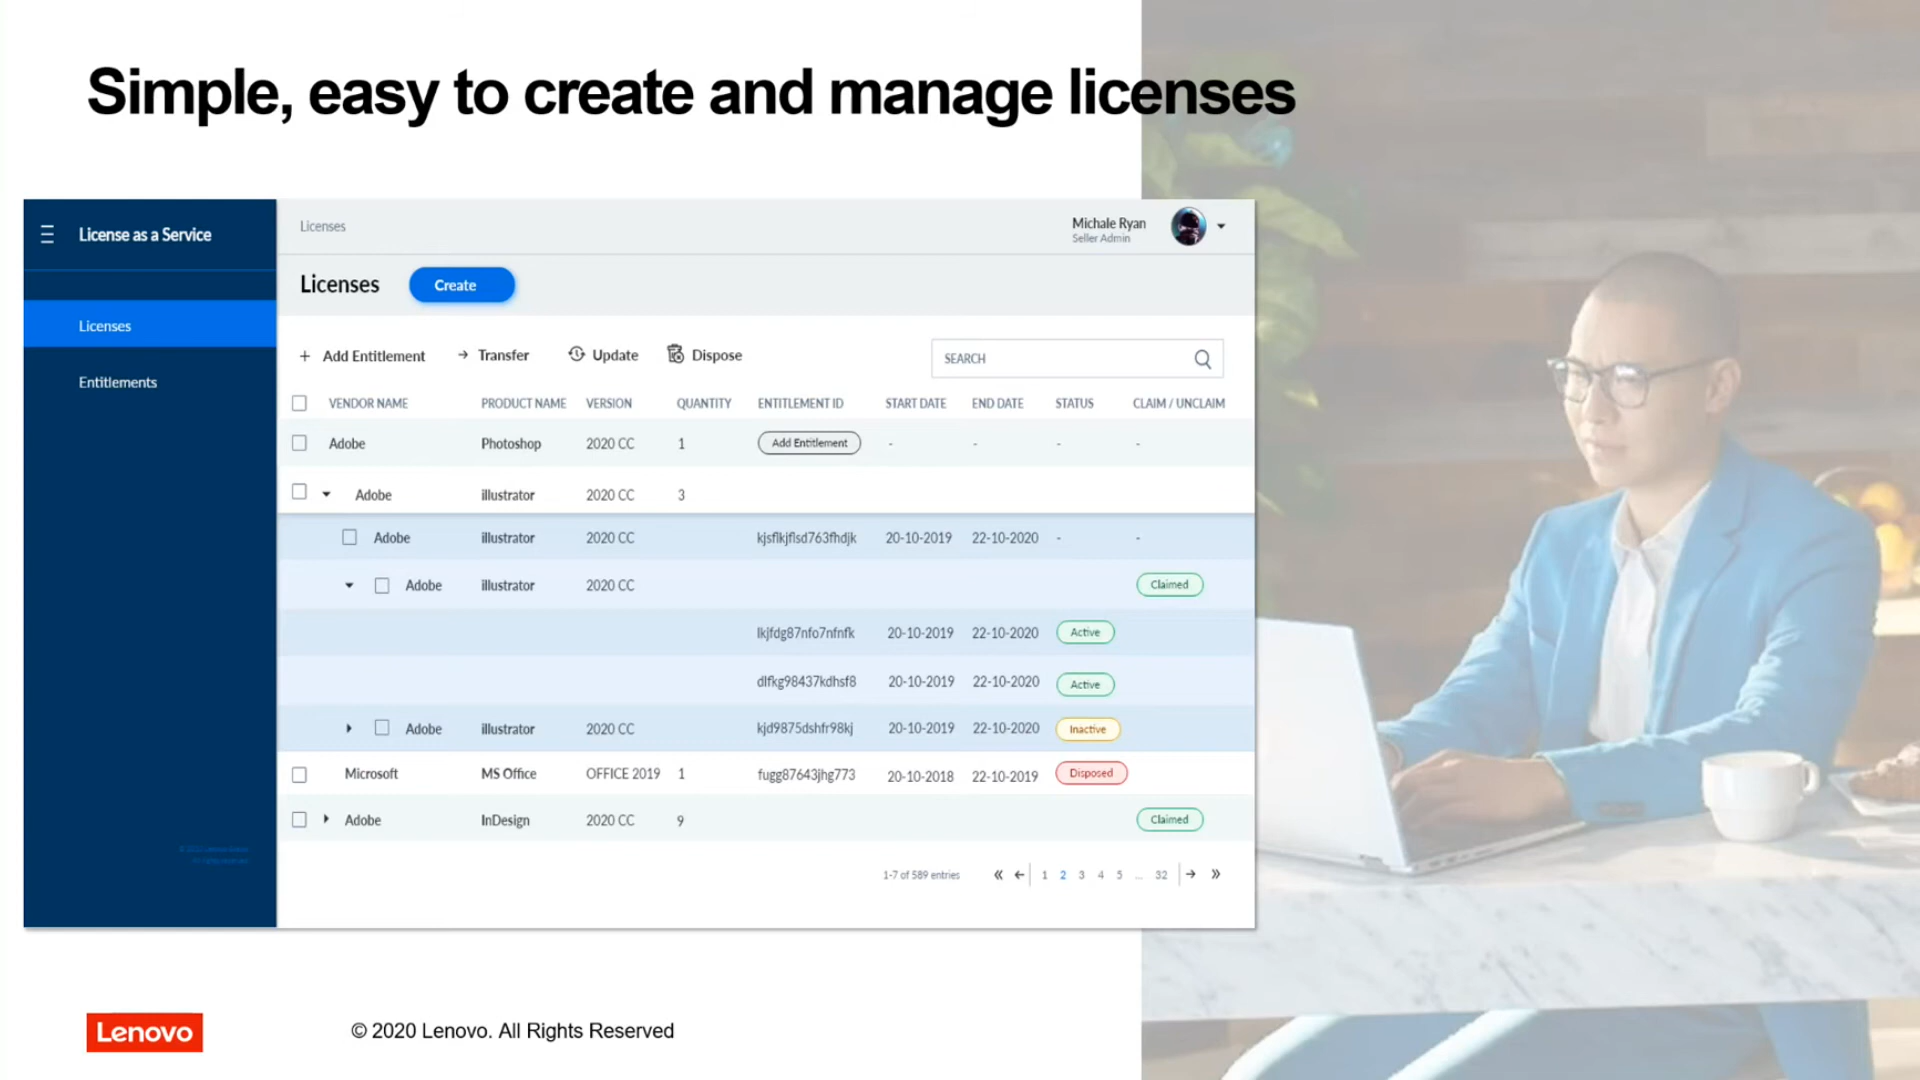 Simple, easy to create and manage licenses
License as a Service
Licenses
Entitlements
Licenses
Michale Ryan
Seller Admin
Licenses
Create
+ Add Entitlement → Transfer Update Dispose
SEARCH
VENDOR NAME PRODUCT NAME VERSION QUANTITY ENTITLEMENT ID START DATE END DATE STATUS CLAIM / UNCLAIM
Adobe Photoshop 2020 CC 1 Add Entitlement - - - -
Adobe illustrator 2020 CC 3
Adobe illustrator 2020 CC kjsflkjflsd763fhdjk 20-10-2019 22-10-2020 - -
Adobe illustrator 2020 CC Claimed
lkjfdg87nfo7nfnfk 20-10-2019 22-10-2020 Active
dlfkg98437kdhsf8 20-10-2019 22-10-2020 Active
Adobe illustrator 2020 CC kjd9875dshfr98kj 20-10-2019 22-10-2020 Inactive
Microsoft MS Office OFFICE 2019 1 fugg87643jhg773 20-10-2018 22-10-2019 Disposed
Adobe InDesign 2020 CC 9 Claimed
1-7 of 589 entries « ← 1 2 3 4 5 ... 32 → »
Lenovo
© 2020 Lenovo. All Rights Reserved